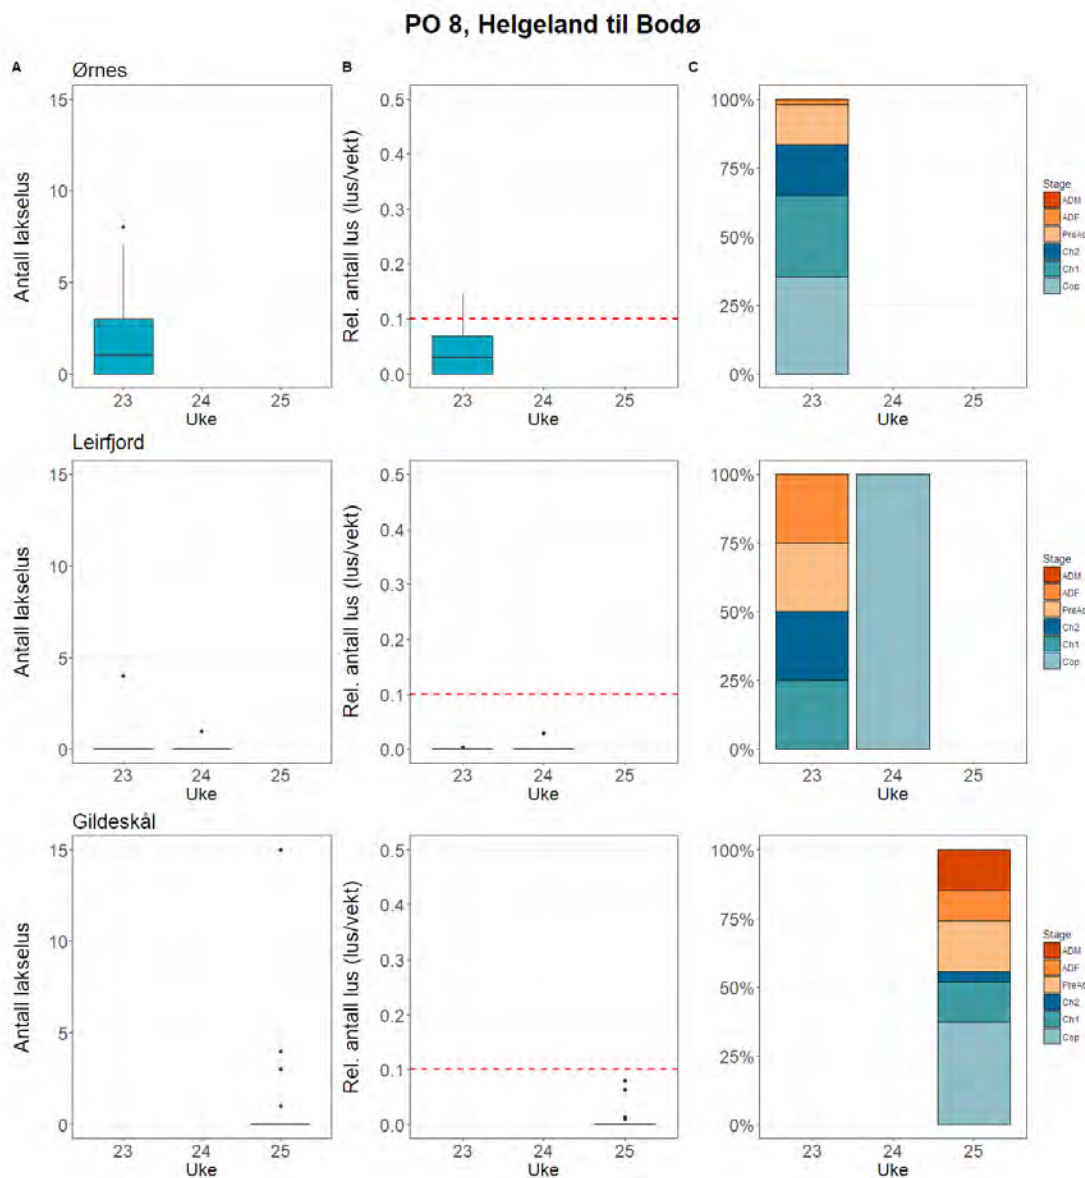 PO 8, Helgeland til Bodø
A
Ørnes
B
C
Antall lakselus
15
10
5
0
23
24
25
Uke
Rel. antall lus (lus/vekt)
0.5
0.4
0.3
0.2
0.1
0.0
23
24
25
Uke
100%
75%
50%
25%
0%
23
24
25
Uke
Stage
ADM
ADF
PreAd
Ch2
Ch1
Cop
Leirfjord
Antall lakselus
15
10
5
0
23
24
25
Uke
Rel. antall lus (lus/vekt)
0.5
0.4
0.3
0.2
0.1
0.0
23
24
25
Uke
100%
75%
50%
25%
0%
23
24
25
Uke
Stage
ADM
ADF
PreAd
Ch2
Ch1
Cop
Gildeskål
Antall lakselus
15
10
5
0
23
24
25
Uke
Rel. antall lus (lus/vekt)
0.5
0.4
0.3
0.2
0.1
0.0
23
24
25
Uke
100%
75%
50%
25%
0%
23
24
25
Uke
Stage
ADM
ADF
PreAd
Ch2
Ch1
Cop